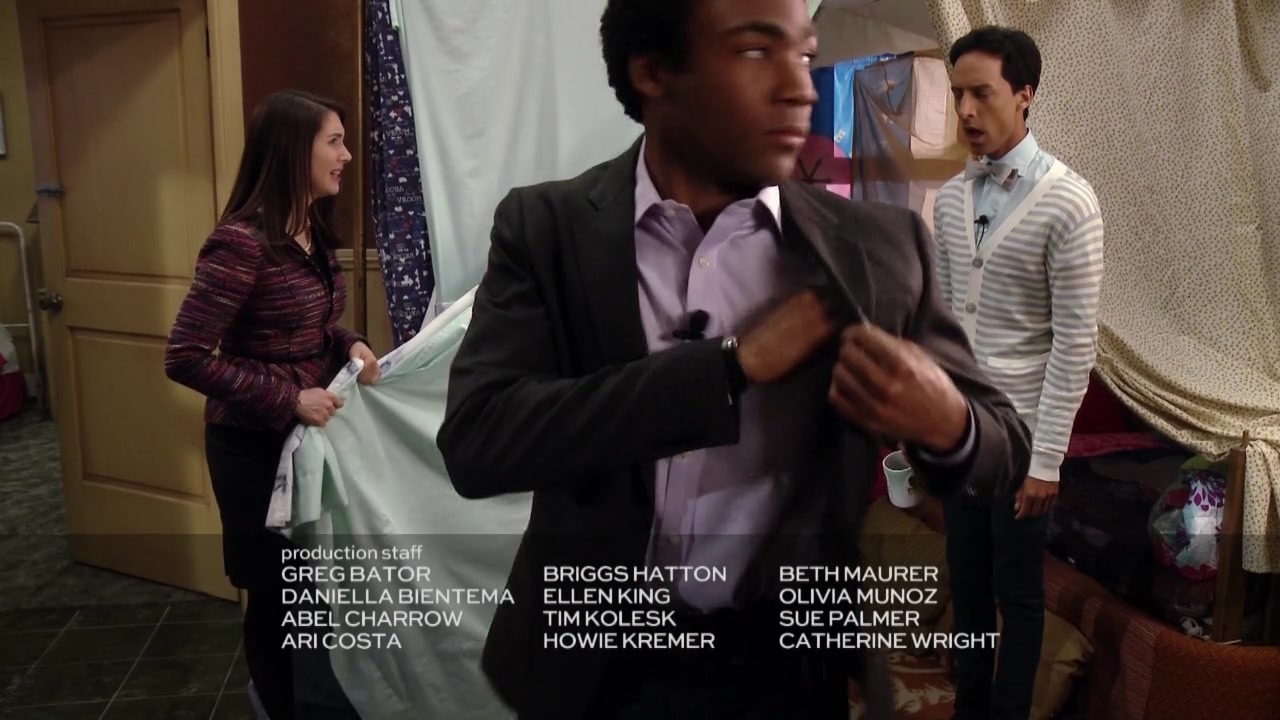 production staff
GREG BATOR
DANIELLA BIENTEMA
ABEL CHARROW
ARI COSTA
BRIGGS HATTON
ELLEN KING
TIM KOLESK
HOWIE KREMER
BETH MAURER
OLIVIA MUNOZ
SUE PALMER
CATHERINE WRIGHT
VROOM